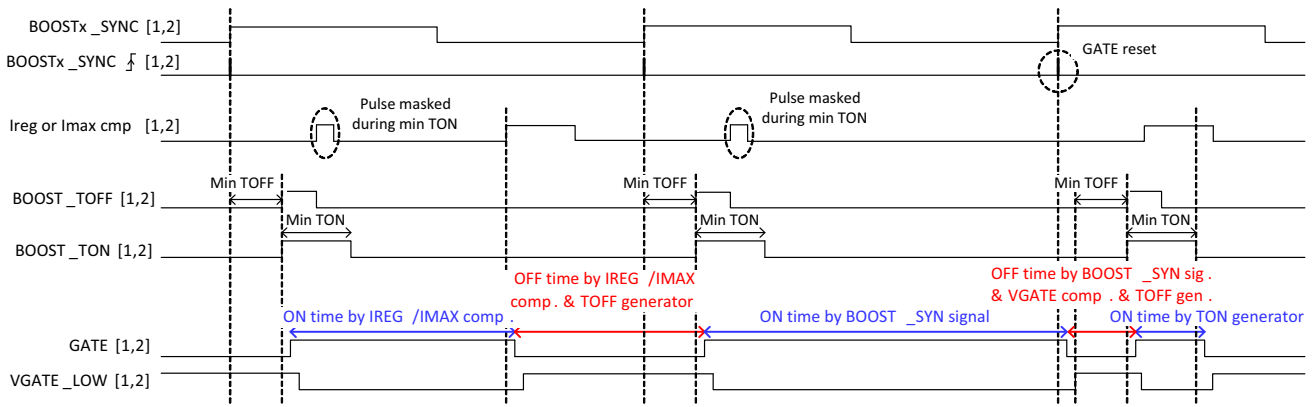 BOOSTx _SYNC [1,2]
BOOSTx _SYNC [1,2]
GATE reset
Ireg or Imax cmp [1,2]
Pulse masked
during min TON
Pulse masked
during min TON
Min TOFF
Min TOFF
Min TOFF
BOOST _TOFF [1,2]
Min TON
Min TON
Min TON
BOOST _TON [1,2]
OFF time by IREG /IMAX
comp . & TOFF generator
OFF time by BOOST _SYN sig .
& VGATE comp . & TOFF gen .
ON time by IREG /IMAX comp .
ON time by BOOST _SYN signal
ON time by TON generator
GATE [1,2]
VGATE _LOW [1,2]